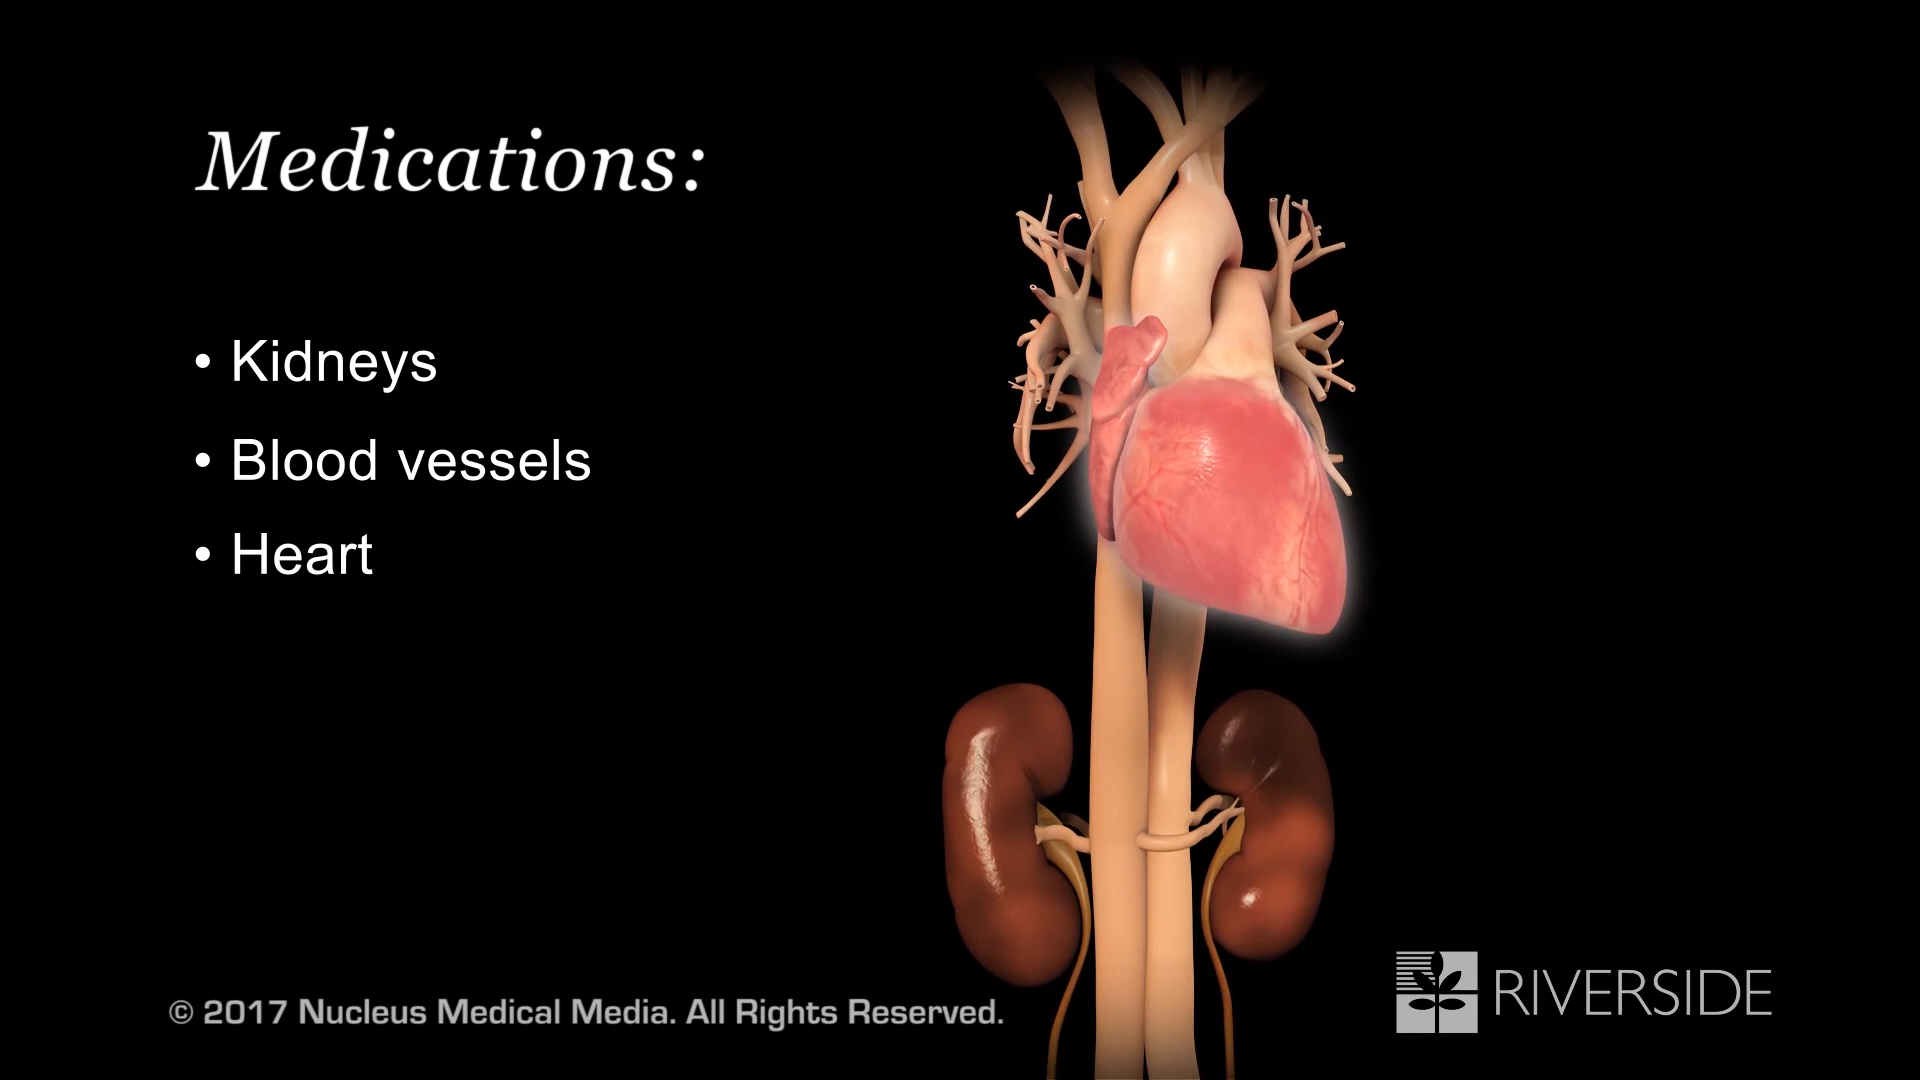 Medications:
• Kidneys
• Blood vessels
• Heart
© 2017 Nucleus Medical Media. All Rights Reserved.
RIVERSIDE